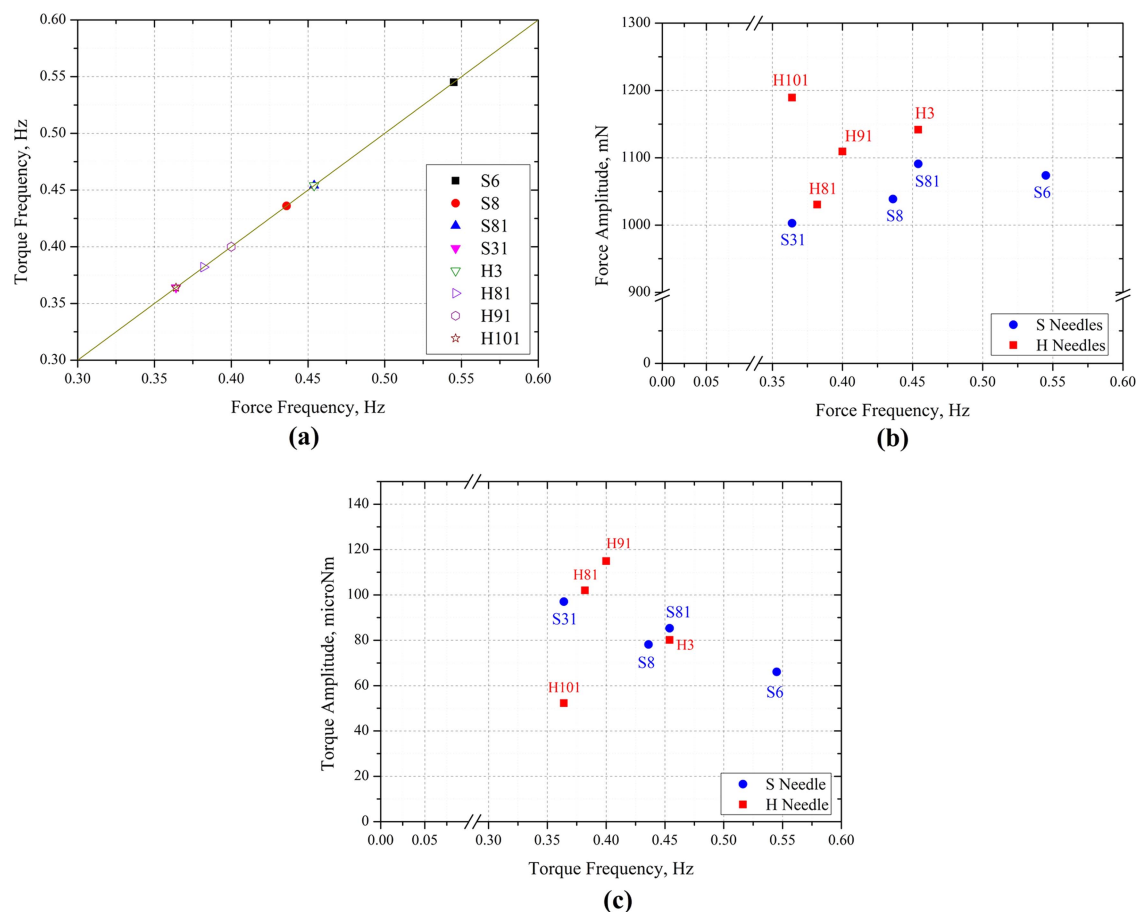 0.60
0.55
0.50
0.45
0.40
0.35
0.30
Torque Frequency, Hz
S6
S8
S81
S31
H3
H81
H91
H101
0.30 0.35 0.40 0.45 0.50 0.55 0.60
Force Frequency, Hz
(a)
1300
1200
1100
1000
900
0
Force Amplitude, mN
H101
H3
H91
S81
S6
H81
S8
S31
S Needles
H Needles
0.00 0.05 0.35 0.40 0.45 0.50 0.55 0.60
Force Frequency, Hz
(b)
140
120
100
80
60
40
20
0
Torque Amplitude, microNm
H91
H81
S31
S81
H3
S8
H101
S6
S Needle
H Needle
0.00 0.05 0.30 0.35 0.40 0.45 0.50 0.55 0.60
Torque Frequency, Hz
(c)